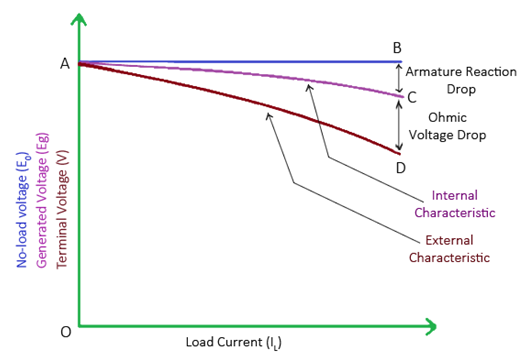 B
A
Armature Reaction
Drop
C
Ohmic
Voltage Drop
D
Internal
Characteristic
External
Characteristic
No-load voltage (E₀)
Generated Voltage (Eg)
Terminal Voltage (V)
O
Load Current (I_L)